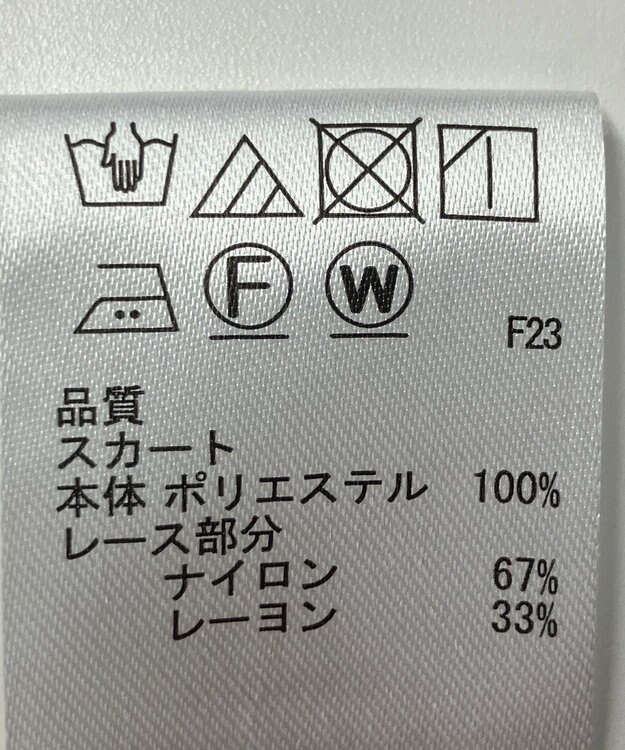 F W
F23
品質
スカート
本体 ポリエステル 100%
レース部分
ナイロン 67%
レーヨン 33%